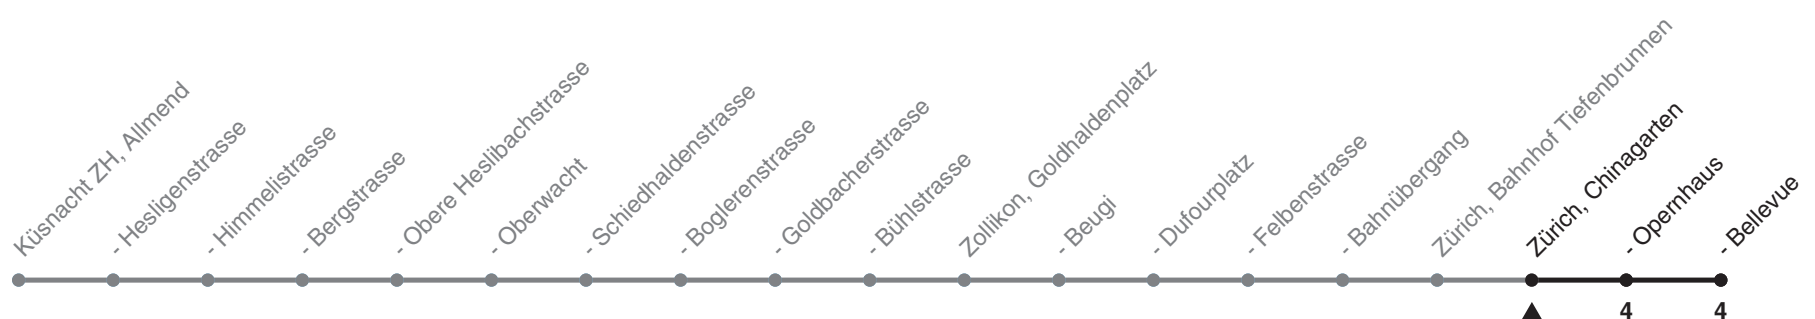 Küsnacht ZH, Allmend
- Hesligenstrasse
- Himmelistrasse
- Bergstrasse
- Obere Heslibachstrasse
- Oberwacht
- Schiedhaldenstrasse
- Boglerenstrasse
- Goldbacherstrasse
- Bühlstrasse
Zollikon, Goldhaldenplatz
- Beugi
- Dufourplatz
- Felbenstrasse
- Bahnübergang
Zürich, Bahnhof Tiefenbrunnen
Zürich, Chinagarten
- Opernhaus
- Bellevue
4
4